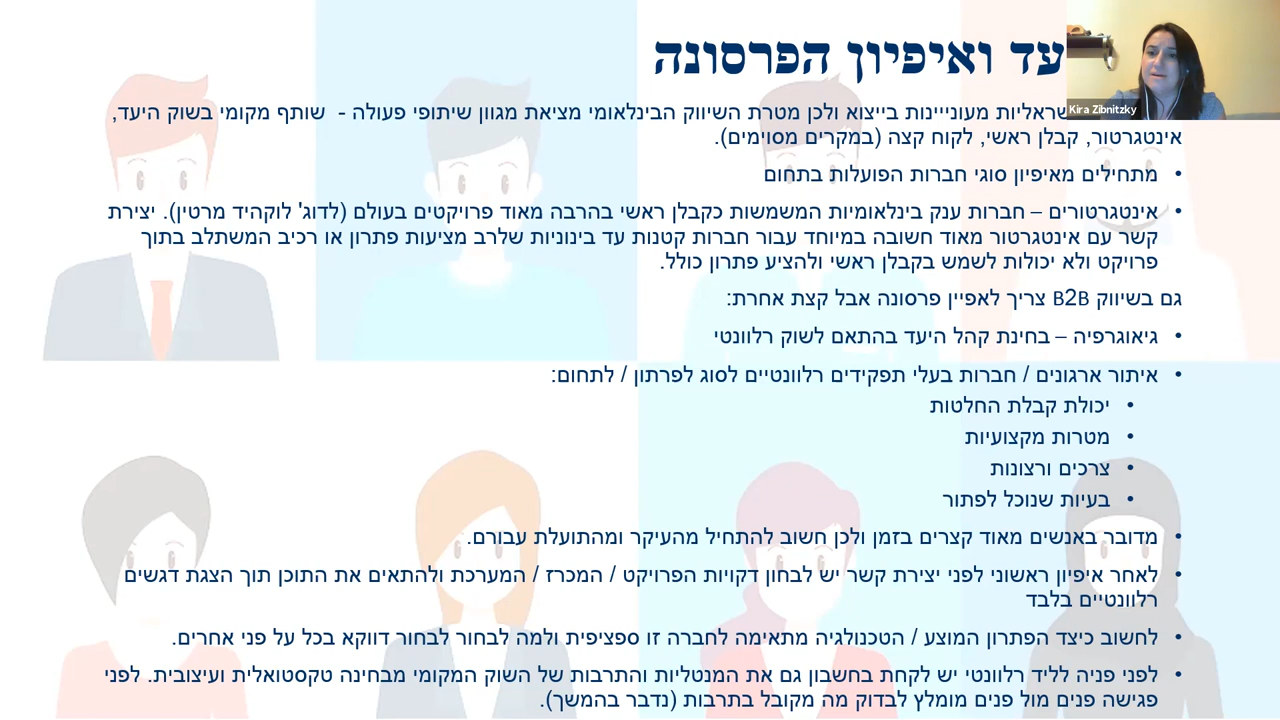 עד ואיפיון הפרסונה
Kira Zibnitzky
שראליות מעונייינות בייצוא ולכן מטרת השיווק הבינלאומי מציאת מגוון שיתופי פעולה - שותף מקומי בשוק היעד,
אינטגרטור, קבלן ראשי, לקוח קצה (במקרים מסוימים).
• מתחילים מאיפיון סוגי חברות הפועלות בתחום
• אינטגרטורים – חברות ענק בינלאומיות המשמשות כקבלן ראשי בהרבה מאוד פרויקטים בעולם (לדוג' לוקהיד מרטין). יצירת
קשר עם אינטגרטור מאוד חשובה במיוחד עבור חברות קטנות עד בינוניות שלרב מציעות פתרון או רכיב המשתלב בתוך
פרויקט ולא יכולות לשמש בקבלן ראשי ולהציע פתרון כולל.
גם בשיווק B2B צריך לאפיין פרסונה אבל קצת אחרת:
• גיאוגרפיה – בחינת קהל היעד בהתאם לשוק רלוונטי
• איתור ארגונים / חברות בעלי תפקידים רלוונטיים לסוג לפרתון / לתחום:
• יכולת קבלת החלטות
• מטרות מקצועיות
• צרכים ורצונות
• בעיות שנוכל לפתור
• מדובר באנשים מאוד קצרים בזמן ולכן חשוב להתחיל מהעיקר ומהתועלת עבורם.
• לאחר איפיון ראשוני לפני יצירת קשר יש לבחון דקויות הפרויקט / המכרז / המערכת ולהתאים את התוכן תוך הצגת דגשים
רלוונטיים בלבד
• לחשוב כיצד הפתרון המוצע / הטכנולגיה מתאימה לחברה זו ספציפית ולמה לבחור לבחור דווקא בכל על פני אחרים.
• לפני פניה לליד רלוונטי יש לקחת בחשבון גם את המנטליות והתרבות של השוק המקומי מבחינה טקסטואלית ועיצובית. לפני
פגישה פנים מול פנים מומלץ לבדוק מה מקובל בתרבות (נדבר בהמשך).